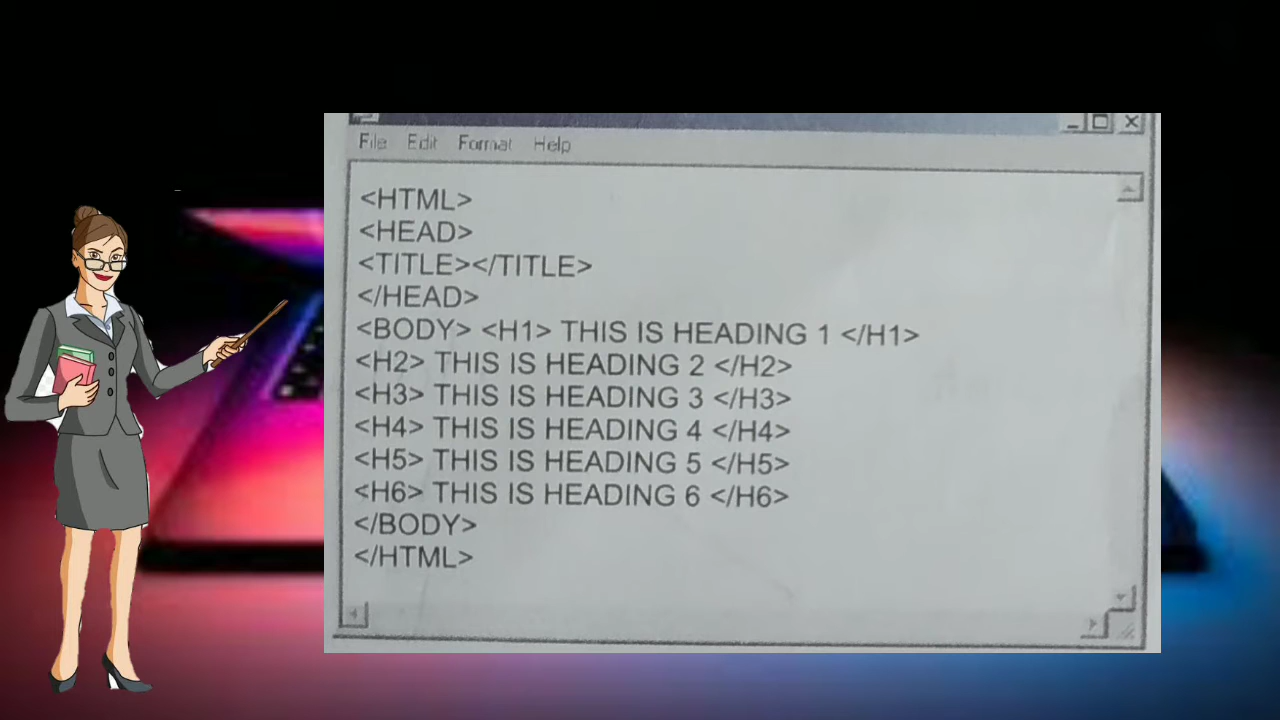 File Edit Format Help
<HTML>
<HEAD>
<TITLE></TITLE>
</HEAD>
<BODY> <H1> THIS IS HEADING 1 </H1>
<H2> THIS IS HEADING 2 </H2>
<H3> THIS IS HEADING 3 </H3>
<H4> THIS IS HEADING 4 </H4>
<H5> THIS IS HEADING 5 </H5>
<H6> THIS IS HEADING 6 </H6>
</BODY>
</HTML>